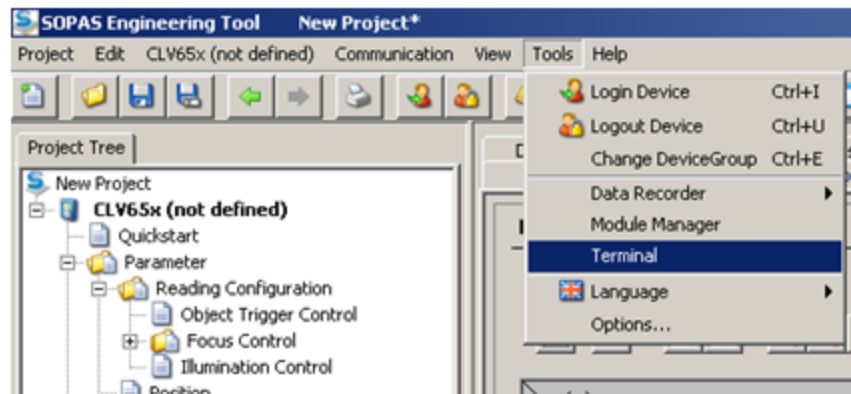 SOPAS Engineering Tool New Project*
Project Edit CLV65x (not defined) Communication View Tools Help
Login Device Ctrl+I
Logout Device Ctrl+U
Change DeviceGroup Ctrl+E
Data Recorder
Module Manager
Terminal
Language
Options...
Project Tree
New Project
CLV65x (not defined)
Quickstart
Parameter
Reading Configuration
Object Trigger Control
Focus Control
Illumination Control
Position